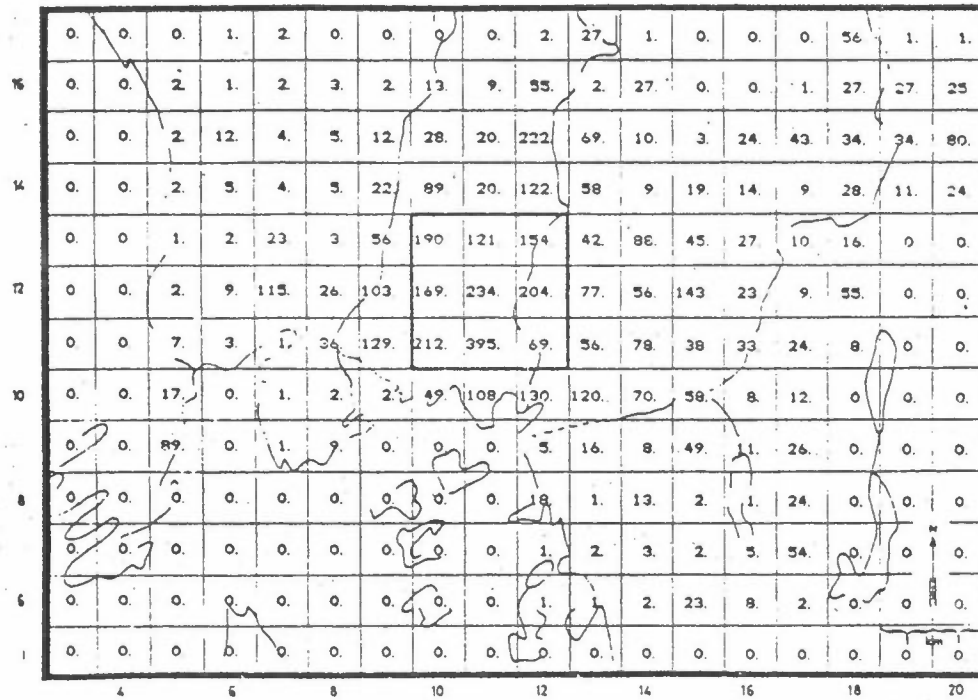 0. 0. 0. 1. 2. 0. 0. 0. 0. 2. 27. 1. 0. 0. 0. 56. 1. 1.
16 0. 0. 2. 1. 2. 3. 2. 13. 9. 55. 2. 27. 0. 0. 1. 27. 27. 25
0. 0. 2. 12. 4. 5. 12. 28. 20. 222. 69. 10. 3. 24. 43. 34. 34. 80.
14 0. 0. 2. 5. 4. 5. 22. 89. 20. 122. 58 9 19. 14. 9. 28. 11. 24
0. 0 1. 2. 23. 3 56. 190 121. 154. 42. 88. 45. 27. 10. 16. 0 0.
12 0. 0. 2. 9. 115. 26. 103. 169. 234. 204. 77. 56. 143. 23 9. 55. 0. 0.
0. 0. 7. 3. 1. 36. 129. 212. 395. 69. 56. 78. 38 33. 24. 8. 0. 0.
10 0. 0. 17. 0. 1. 2. 2. 49. 108. 130. 120. 70. 58. 8. 12. 0. 0. 0.
0. 0. 89. 0. 1. 9. 0. 0. 0. 5. 16. 8. 49. 11. 26. 0. 0. 0.
8 0. 0. 0. 0. 0. 0. 0. 0. 0. 18. 1. 13. 2. 1. 24. 0. 0. 0.
0. 0. 0. 0. 0. 0. 0. 0. 0. 1. 2. 3. 2. 5. 54. 0. 0 0.
N
6 0. 0. 0. 0. 0. 0. 0. 0. 0. 1. 1. 2. 23. 8. 2. 0. 0 0.
km
0. 0. 0. 0. 0. 0. 0. 0. 0. 0. 0. 0. 0. 0. 0. 0. 0 0.
4 6 8 10 12 14 16 18 20